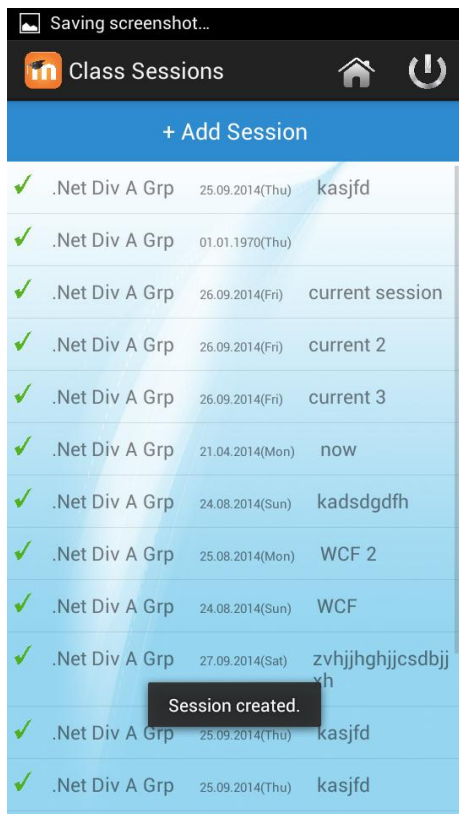 Saving screenshot...
m Class Sessions
+ Add Session
.Net Div A Grp 25.09.2014(Thu) kasjfd
.Net Div A Grp 01.01.1970(Thu)
.Net Div A Grp 26.09.2014(Fri) current session
.Net Div A Grp 26.09.2014(Fri) current 2
.Net Div A Grp 26.09.2014(Fri) current 3
.Net Div A Grp 21.04.2014(Mon) now
.Net Div A Grp 24.08.2014(Sun) kadsdgdfh
.Net Div A Grp 25.08.2014(Mon) WCF 2
.Net Div A Grp 24.08.2014(Sun) WCF
.Net Div A Grp 27.09.2014(Sat) zvhjjhghjjcsdbjj
xh
Session created.
.Net Div A Grp 25.09.2014(Thu) kasjfd
.Net Div A Grp 25.09.2014(Thu) kasjfd